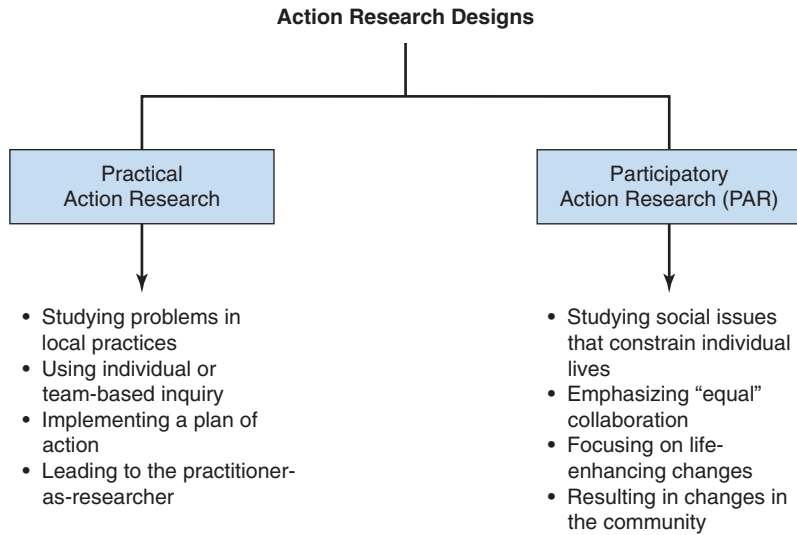 Action Research Designs
Practical
Action Research
• Studying problems in
local practices
• Using individual or
team-based inquiry
• Implementing a plan of
action
• Leading to the practitioner-
as-researcher
Participatory
Action Research (PAR)
• Studying social issues
that constrain individual
lives
• Emphasizing “equal”
collaboration
• Focusing on life-
enhancing changes
• Resulting in changes in
the community